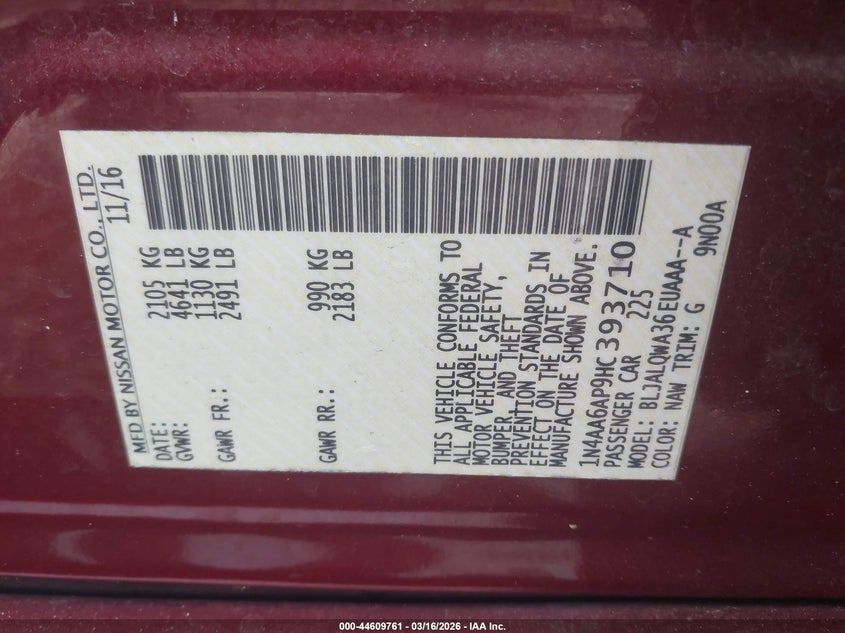 MFD BY NISSAN MOTOR CO., LTD.
DATE: 11/16
GVWR: 2105 KG
4641 LB
GAWR FR.: 1130 KG
2491 LB
GAWR RR.: 990 KG
2183 LB
THIS VEHICLE CONFORMS TO
ALL APPLICABLE FEDERAL
MOTOR VEHICLE SAFETY,
BUMPER, AND THEFT
PREVENTION STANDARDS IN
EFFECT ON THE DATE OF
MANUFACTURE SHOWN ABOVE.
1N4AA6AP9HC393710
PASSENGER CAR 225
MODEL: BLJALQWA36EUAAA--A
COLOR: NAW TRIM: G 9N00A
000-44609761 - 03/16/2026 - IAA Inc.